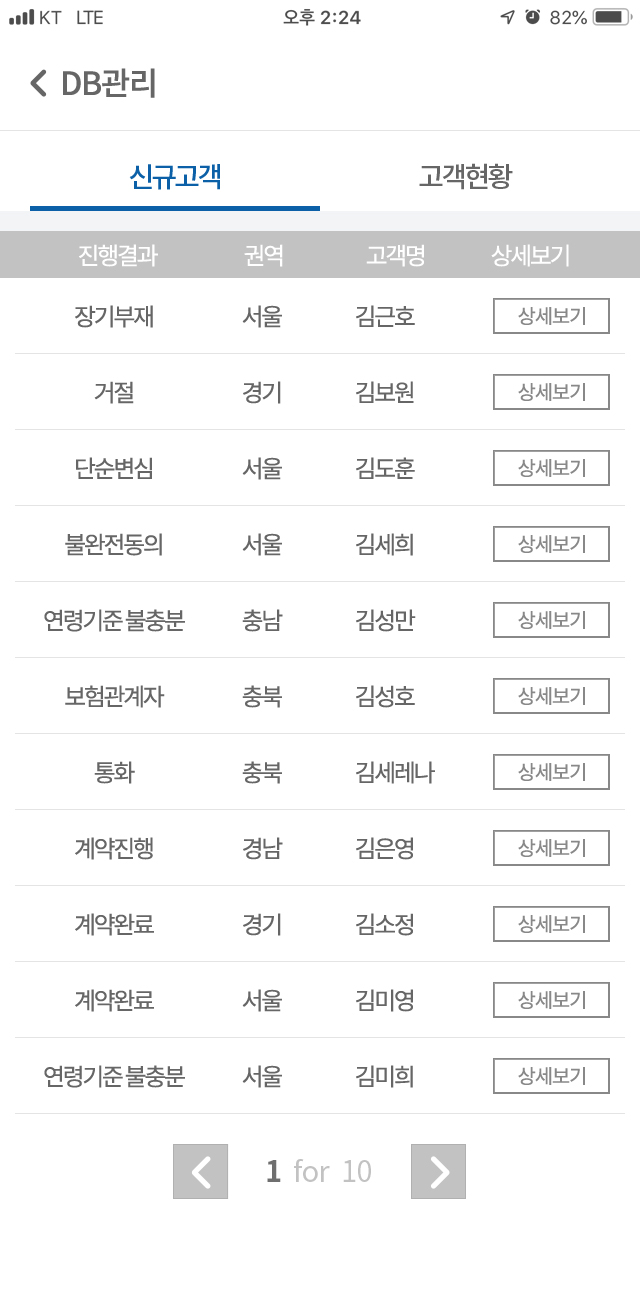 KT LTE 오후 2:24 82%
DB관리
신규고객 고객현황
진행결과 권역 고객명 상세보기
장기부재 서울 김근호 상세보기
거절 경기 김보원 상세보기
단순변심 서울 김도훈 상세보기
불완전동의 서울 김세희 상세보기
연령기준 불충분 충남 김성만 상세보기
보험관계자 충북 김성호 상세보기
통화 충북 김세레나 상세보기
계약진행 경남 김은영 상세보기
계약완료 경기 김소정 상세보기
계약완료 서울 김미영 상세보기
연령기준 불충분 서울 김미희 상세보기
1 for 10